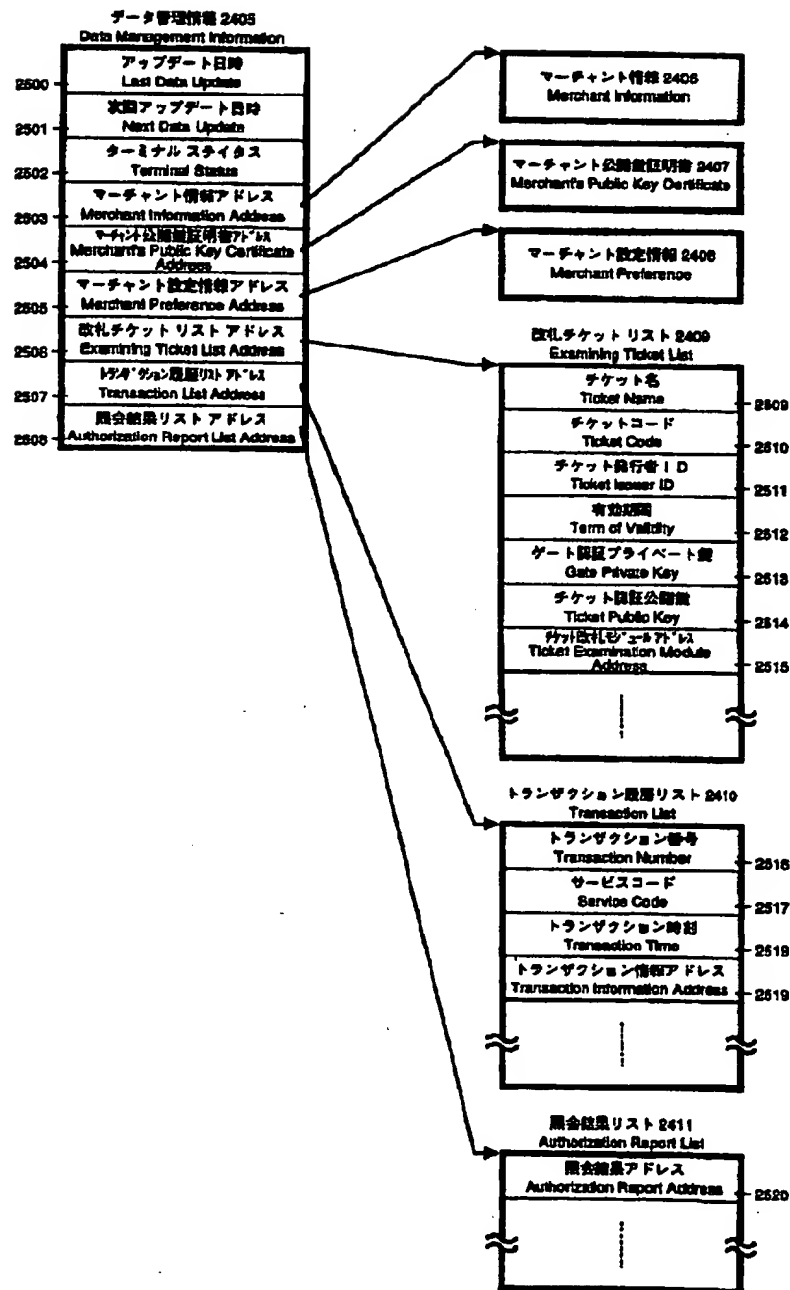 データ管理情報 2405
Data Management Information
アップデート日時
Last Data Update
2500
次回アップデート日時
Next Data Update
2501
ターミナル ステイタス
Terminal Status
2502
マーチャント情報アドレス
Merchant Information Address
2503
マーチャント公開鍵証明書アドレス
Merchant's Public Key Certificate
Address
2504
マーチャント設定情報アドレス
Merchant Preference Address
2505
改札チケット リスト アドレス
Examining Ticket List Address
2506
トランザクション履歴リスト アドレス
Transaction List Address
2507
照会結果リスト アドレス
Authorization Report List Address
2508
マーチャント情報 2406
Merchant Information
マーチャント公開鍵証明書 2407
Merchant's Public Key Certificate
マーチャント設定情報 2408
Merchant Preference
改札チケット リスト 2409
Examining Ticket List
チケット名
Ticket Name
2509
チケットコード
Ticket Code
2510
チケット発行者ID
Ticket Issuer ID
2511
有効期間
Term of Validity
2512
ゲート認証プライベート鍵
Gate Private Key
2513
チケット認証公開鍵
Ticket Public Key
2514
チケット改札モジュール アドレス
Ticket Examination Module
Address
2515
トランザクション履歴リスト 2410
Transaction List
トランザクション番号
Transaction Number
2516
サービスコード
Service Code
2517
トランザクション時刻
Transaction Time
2518
トランザクション情報アドレス
Transaction Information Address
2519
照会結果リスト 2411
Authorization Report List
照会結果アドレス
Authorization Report Address
2520